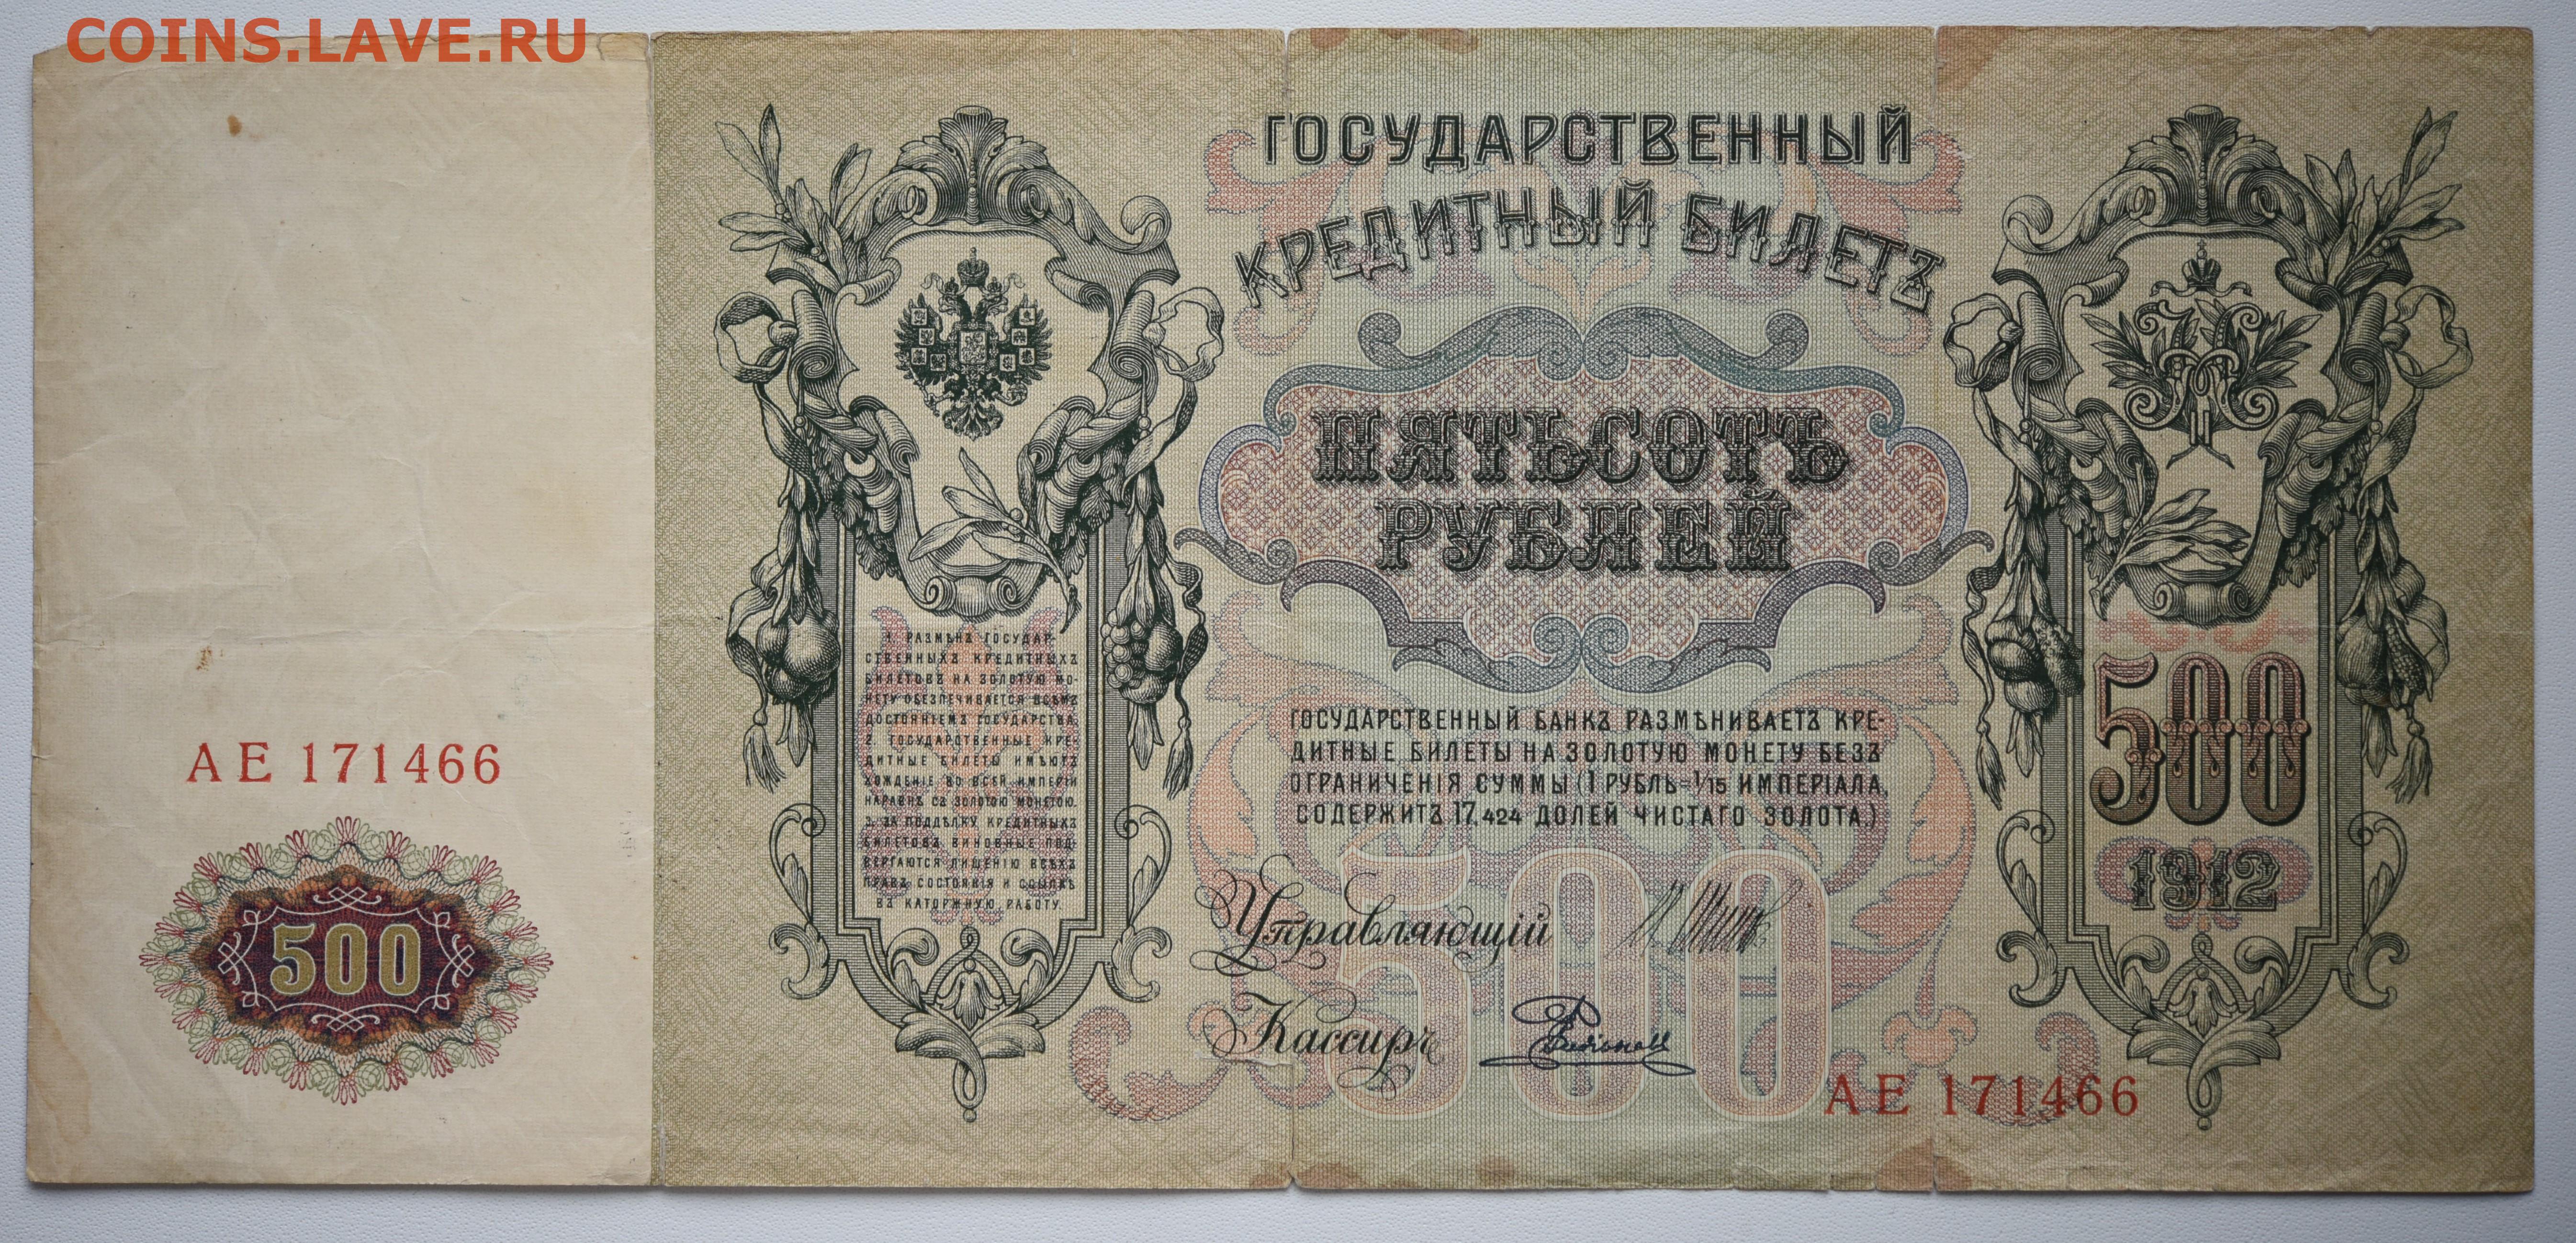 COINS.LAVE.RU
ГОСУДАРСТВЕННЫЙ
КРЕДИТНЫЙ БИЛЕТЪ
ПЯТЬСОТЪ
РУБЛЕЙ
1. РАЗМѢНЪ ГОСУДАР-
СТВЕННЫХЪ КРЕДИТНЫХЪ
БИЛЕТОВЪ НА ЗОЛОТУЮ МО-
НЕТУ ОБЕЗПЕЧИВАЕТСЯ ВСѢМЪ
ДОСТОЯНІЕМЪ ГОСУДАРСТВА.
2. ГОСУДАРСТВЕННЫЕ КРЕ-
ДИТНЫЕ БИЛЕТЫ ИМѢЮТЪ
ХОЖДЕНІЕ ВО ВСЕЙ ИМПЕРІИ
НАРАВНѢ СЪ ЗОЛОТОЮ МОНЕТОЮ.
3. ЗА ПОДДѢЛКУ КРЕДИТНЫХЪ
БИЛЕТОВЪ ВИНОВНЫЕ ПОД-
ВЕРГАЮТСЯ ЛИШЕНІЮ ВСѢХЪ
ПРАВЪ СОСТОЯНІЯ И ССЫЛКѢ
ВЪ КАТОРЖНУЮ РАБОТУ.
ГОСУДАРСТВЕННЫЙ БАНКЪ РАЗМѢНИВАЕТЪ КРЕ-
ДИТНЫЕ БИЛЕТЫ НА ЗОЛОТУЮ МОНЕТУ БЕЗЪ
ОГРАНИЧЕНІЯ СУММЫ (1 РУБЛЬ=1/15 ИМПЕРІАЛА,
СОДЕРЖИТЪ 17,424 ДОЛЕЙ ЧИСТАГО ЗОЛОТА.)
500
1912
АЕ 171466
500
Управляющій
Кассиръ
500
АЕ 171466